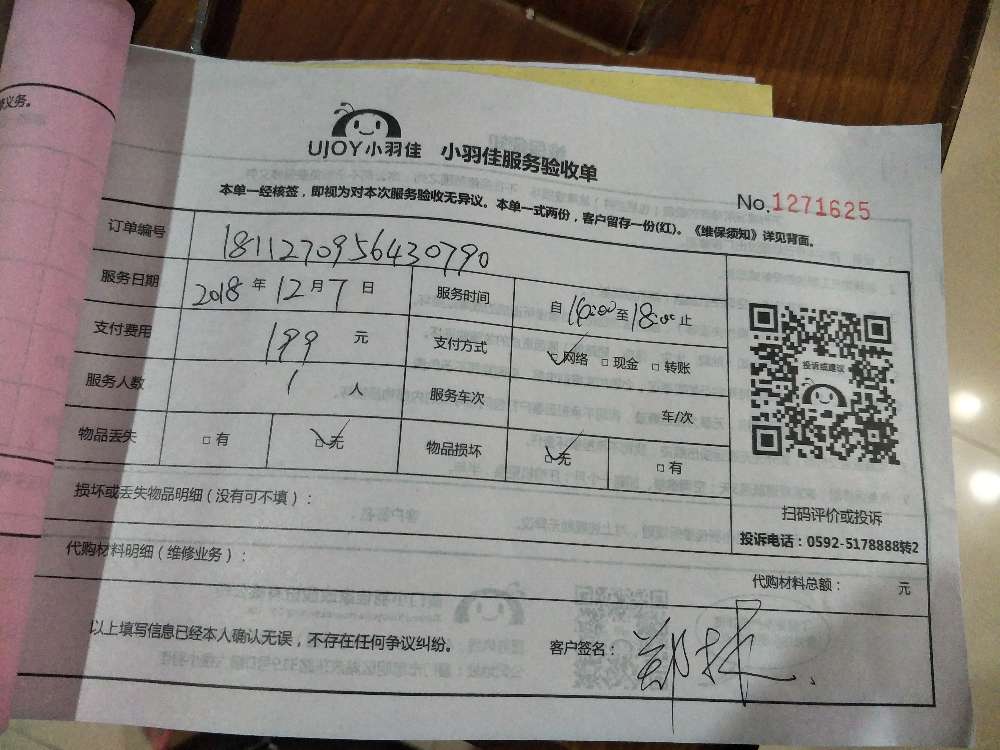 义务。
UJOY小羽佳 小羽佳服务验收单
No.1271625
本单一经核签，即视为对本次服务验收无异议。本单一式两份，客户留存一份(红)。《维保须知》详见背面。
订单编号 1811270956430790
服务日期 2018 年 12 月 7 日 服务时间 自 14:00 至 18:00 止
支付费用 199 元 支付方式 网络 现金 转账
服务人数 1 人 服务车次 车/次
物品丢失 有 无 物品损坏 无 有
投诉或建议
扫码评价或投诉
投诉电话：0592-5178888转2
损坏或丢失物品明细（没有可不填）：
代购材料明细（维修业务）：
代购材料总额： 元
以上填写信息已经本人确认无误，不存在任何争议纠纷。
客户签名：